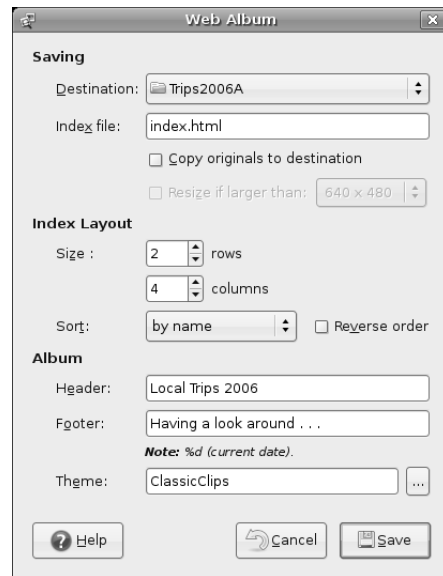 Web Album
Saving
Destination: Trips2006A
Index file: index.html
Copy originals to destination
Resize if larger than: 640 x 480
Index Layout
Size : 2 rows
4 columns
Sort: by name Reverse order
Album
Header: Local Trips 2006
Footer: Having a look around . . .
Note: %d (current date).
Theme: ClassicClips ...
Help Cancel Save